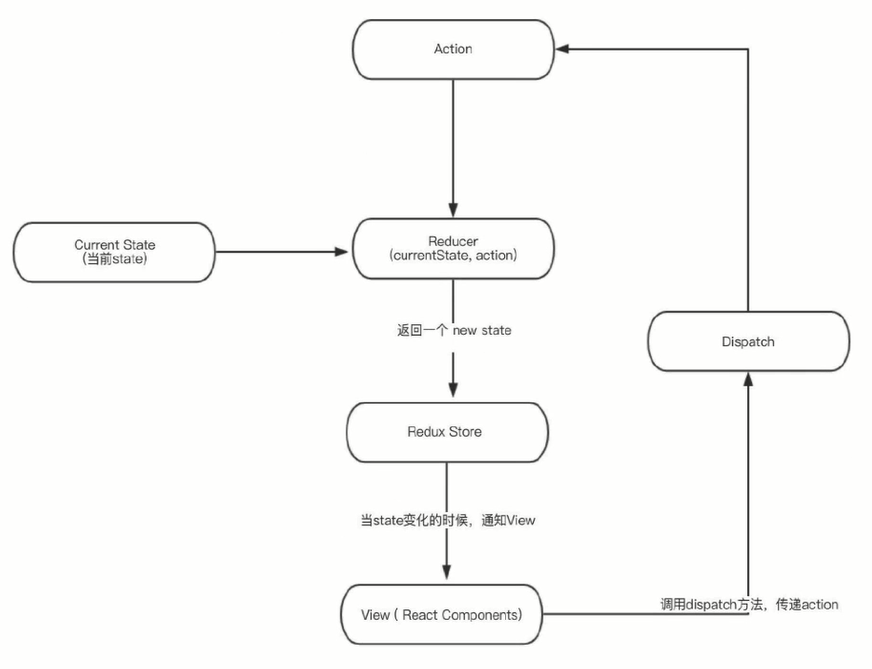 Action
Current State
(当前state)
Reducer
(currentState, action)
返回一个 new state
Dispatch
Redux Store
当state变化的时候，通知View
调用dispatch方法，传递action
View ( React Components)